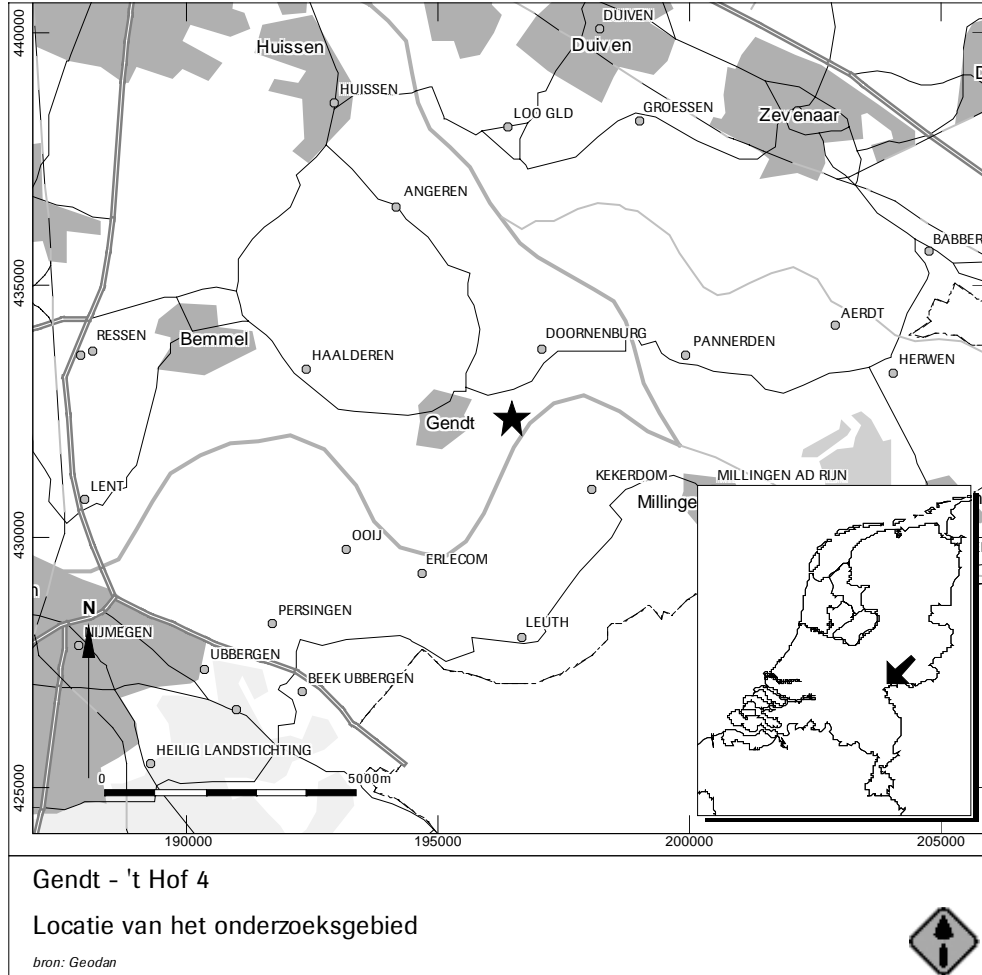 440000
435000
430000
425000
DUIVEN
Duiven
Huissen
HUISSEN
LOO GLD
GROESSEN
Zevenaar
D
ANGEREN
BABBER
RESSEN
Bemmel
HAALDEREN
DOORNENBURG
PANNERDEN
AERDT
HERWEN
Gendt
LENT
KEKERDOM
MILLINGEN AD RIJN
Millinge
OOIJ
ERLECOM
PERSINGEN
LEUTH
N
NIJMEGEN
UBBERGEN
BEEK UBBERGEN
HEILIG LANDSTICHTING
0 5000m
190000 195000 200000 205000
Gendt - 't Hof 4
Locatie van het onderzoeksgebied
bron: Geodan